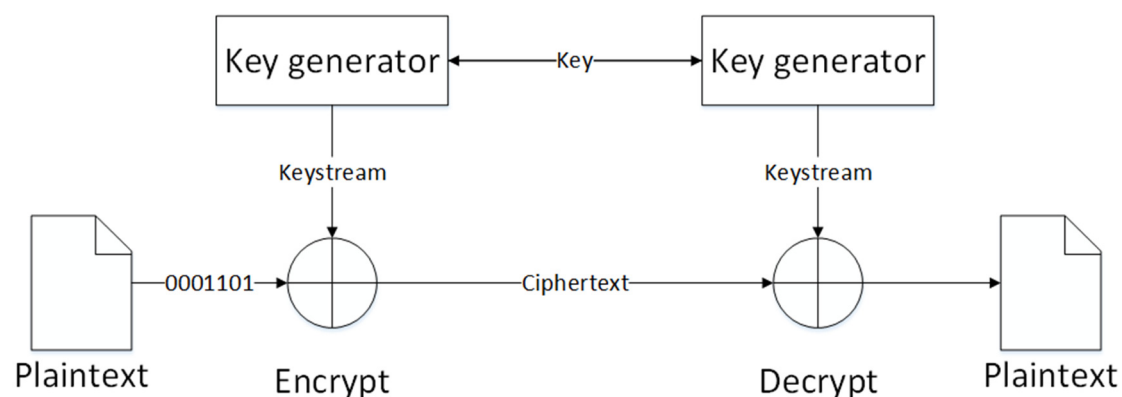 Key generator
Key
Key generator
Keystream
Keystream
0001101
Ciphertext
Plaintext
Encrypt
Decrypt
Plaintext